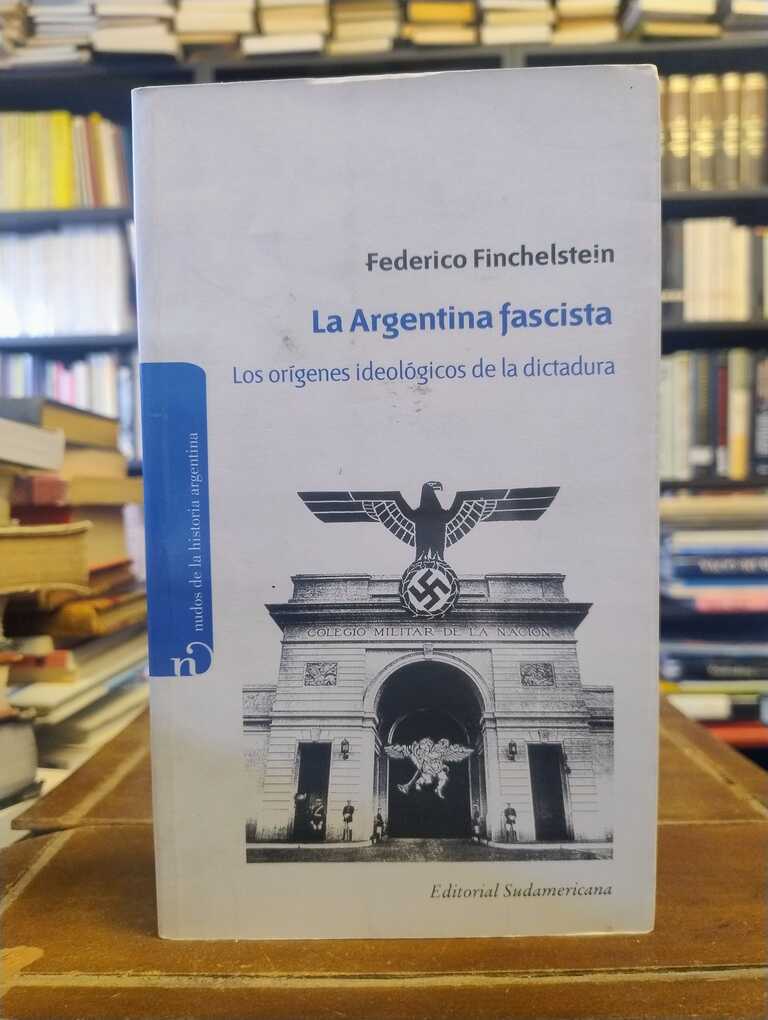 Federico Finchelstein
La Argentina fascista
Los orígenes ideológicos de la dictadura
nudos de la historia argentina
n
COLEGIO MILITAR DE LA NACION
Editorial Sudamericana